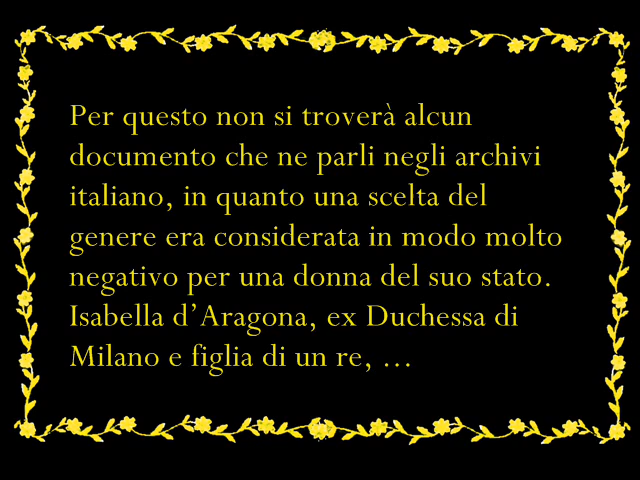 Per questo non si troverà alcun
documento che ne parli negli archivi
italiano, in quanto una scelta del
genere era considerata in modo molto
negativo per una donna del suo stato.
Isabella d’Aragona, ex Duchessa di
Milano e figlia di un re, ...